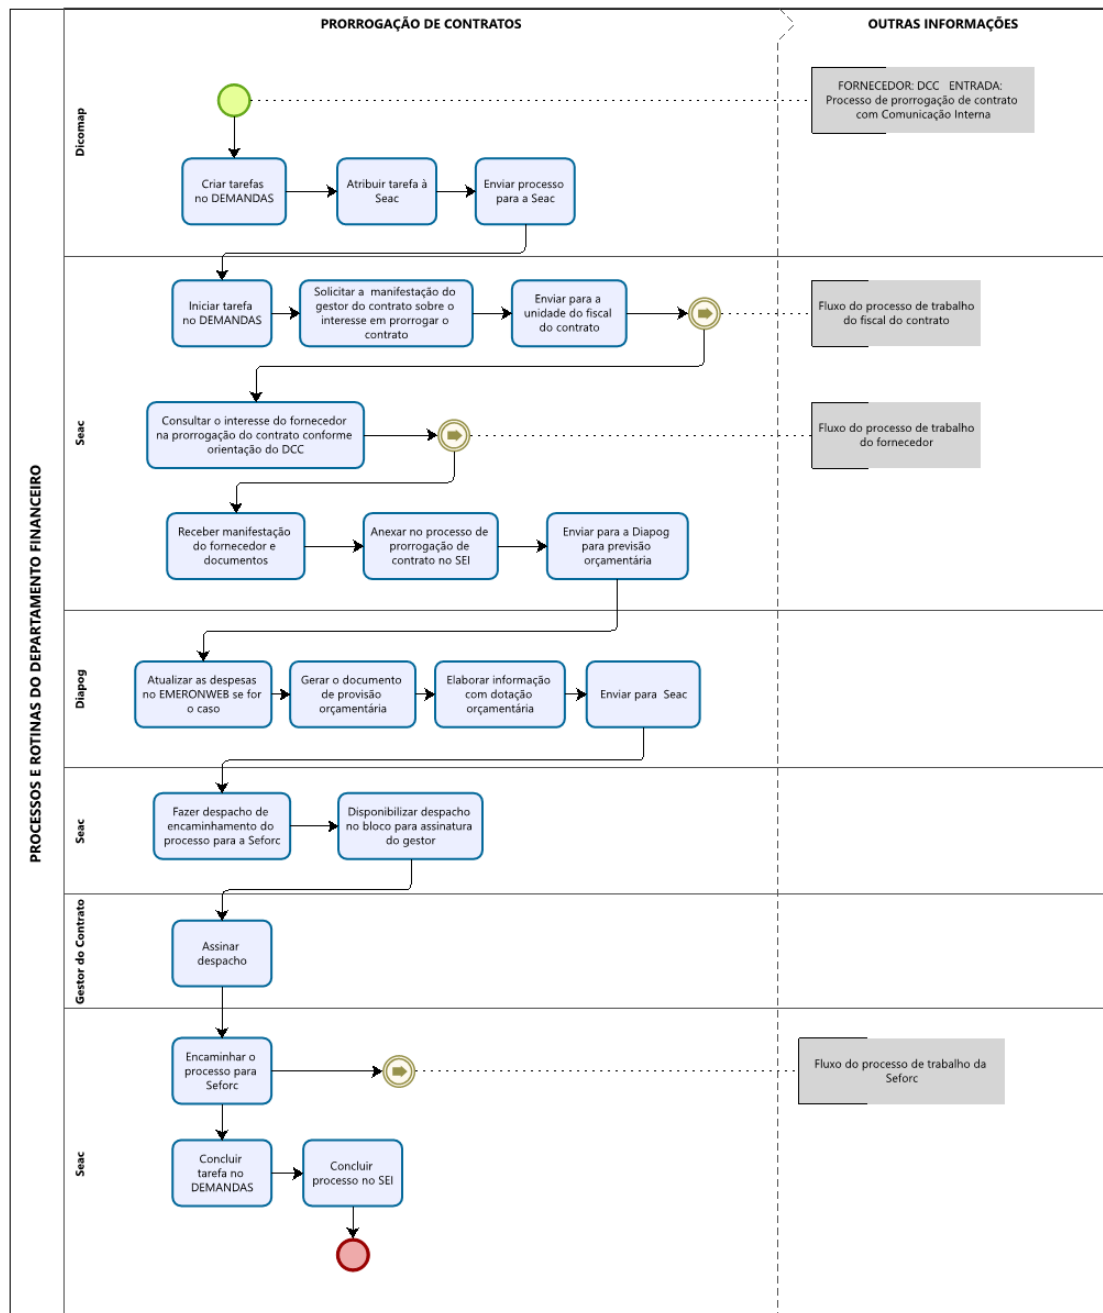 PROCESSOS E ROTINAS DO DEPARTAMENTO FINANCEIRO
PRORROGAÇÃO DE CONTRATOS
OUTRAS INFORMAÇÕES
Dicomap
FORNECEDOR: DCC   ENTRADA:
Processo de prorrogação de contrato
com Comunicação Interna
Criar tarefas
no DEMANDAS
Atribuir tarefa à
Seac
Enviar processo
para a Seac
Seac
Iniciar tarefa
no DEMANDAS
Solicitar a  manifestação do
gestor do contrato sobre o
interesse em prorrogar o
contrato
Enviar para a
unidade do fiscal
do contrato
Fluxo do processo de trabalho
do fiscal do contrato
Consultar o interesse do fornecedor
na prorrogação do contrato conforme
orientação do DCC
Fluxo do processo de trabalho
do fornecedor
Receber manifestação
do fornecedor e
documentos
Anexar no processo de
prorrogação de
contrato no SEI
Enviar para a Diapog
para previsão
orçamentária
Diapog
Atualizar as despesas
no EMERONWEB se for
o caso
Gerar o documento
de provisão
orçamentária
Elaborar informação
com dotação
orçamentária
Enviar para  Seac
Seac
Fazer despacho de
encaminhamento do
processo para a Seforc
Disponibilizar despacho
no bloco para assinatura
do gestor
Gestor do Contrato
Assinar
despacho
Seac
Encaminhar o
processo para
Seforc
Fluxo do processo de trabalho da
Seforc
Concluir
tarefa no
DEMANDAS
Concluir
processo no SEI